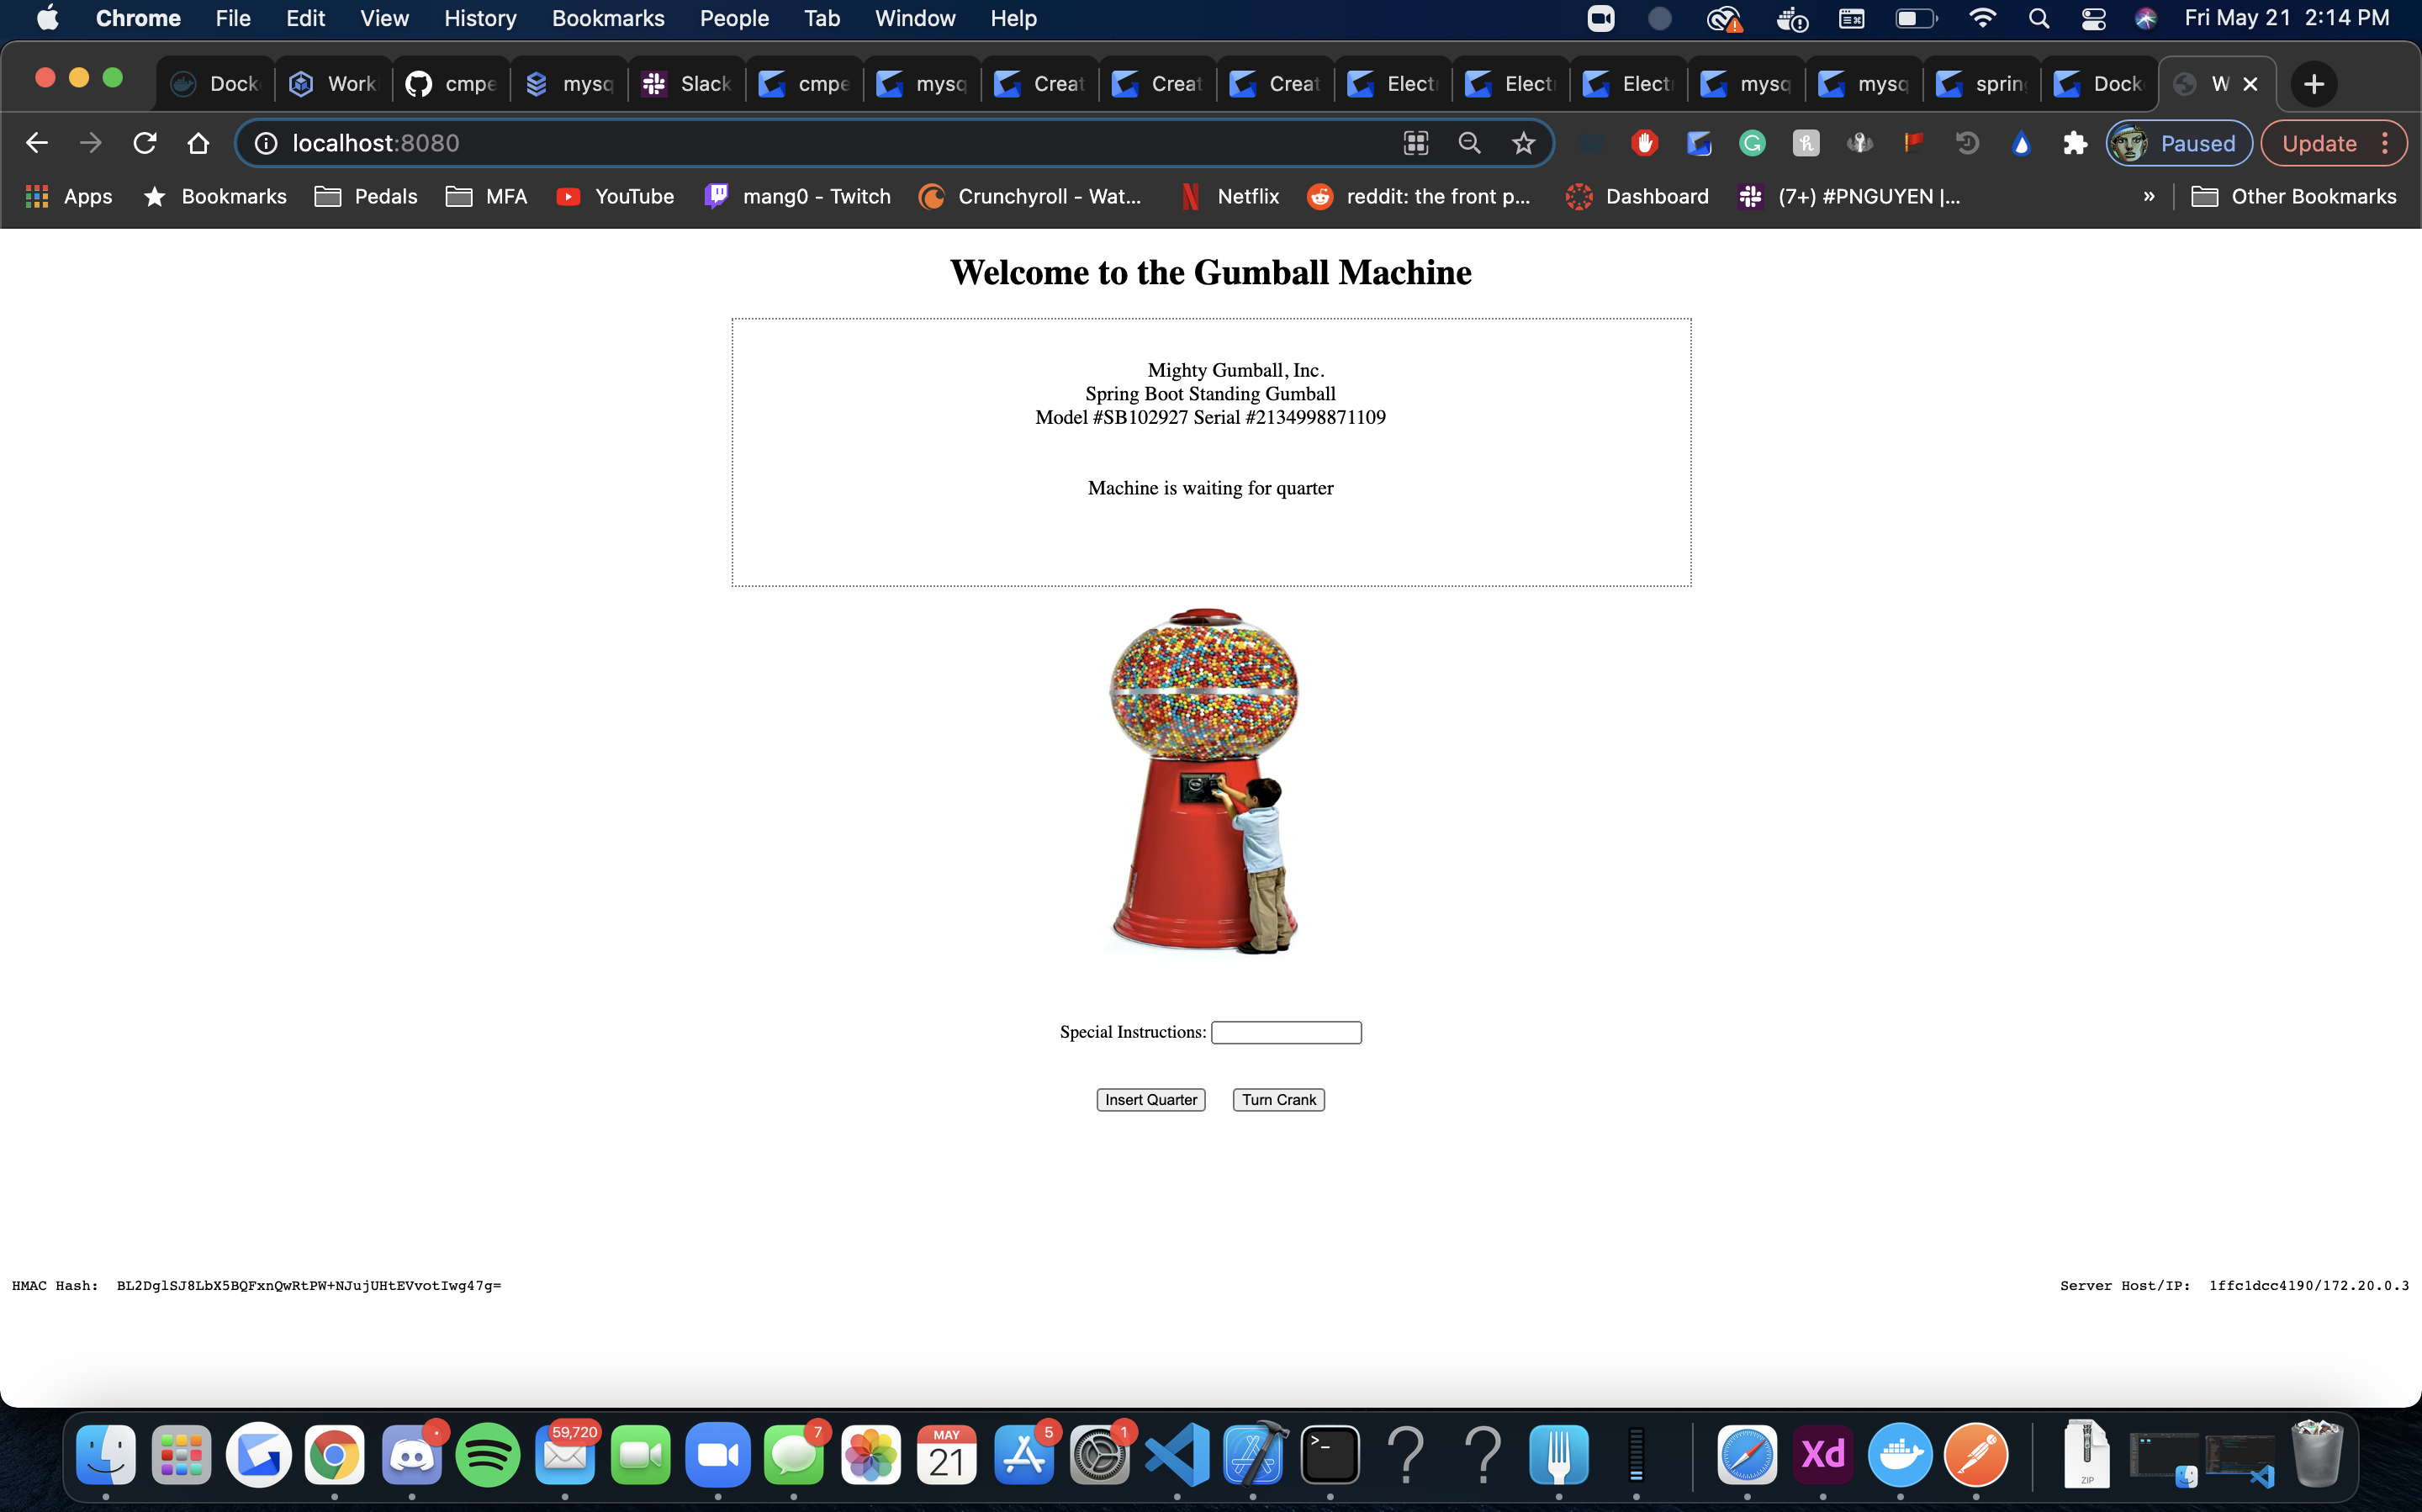 Chrome File Edit View History Bookmarks People Tab Window Help Fri May 21 2:14 PM
Dock Work cmpe mysq Slack cmpe mysq Creat Creat Creat Elect Elect Elect mysq mysq sprin Dock W
localhost:8080 Paused Update
Apps Bookmarks Pedals MFA YouTube mang0 - Twitch Crunchyroll - Wat... Netflix reddit: the front p... Dashboard (7+) #PNGUYEN |... » Other Bookmarks
Welcome to the Gumball Machine
Mighty Gumball, Inc.
Spring Boot Standing Gumball
Model #SB102927 Serial #2134998871109
Machine is waiting for quarter
Special Instructions:
Insert Quarter Turn Crank
HMAC Hash: BL2DglSJ8LbX5BQFxnQwRtPW+NJujUHtEVvotIwg47g= Server Host/IP: 1ffc1dcc4190/172.20.0.3
59,720 7 MAY 21 5 1 >_ ? ? Xd ZIP